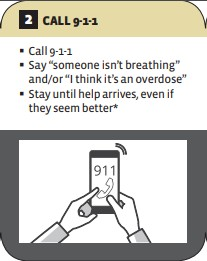 2 CALL 9-1-1
▪ Call 9-1-1
▪ Say “someone isn’t breathing”
and/or “I think it’s an overdose”
▪ Stay until help arrives, even if
they seem better*
911